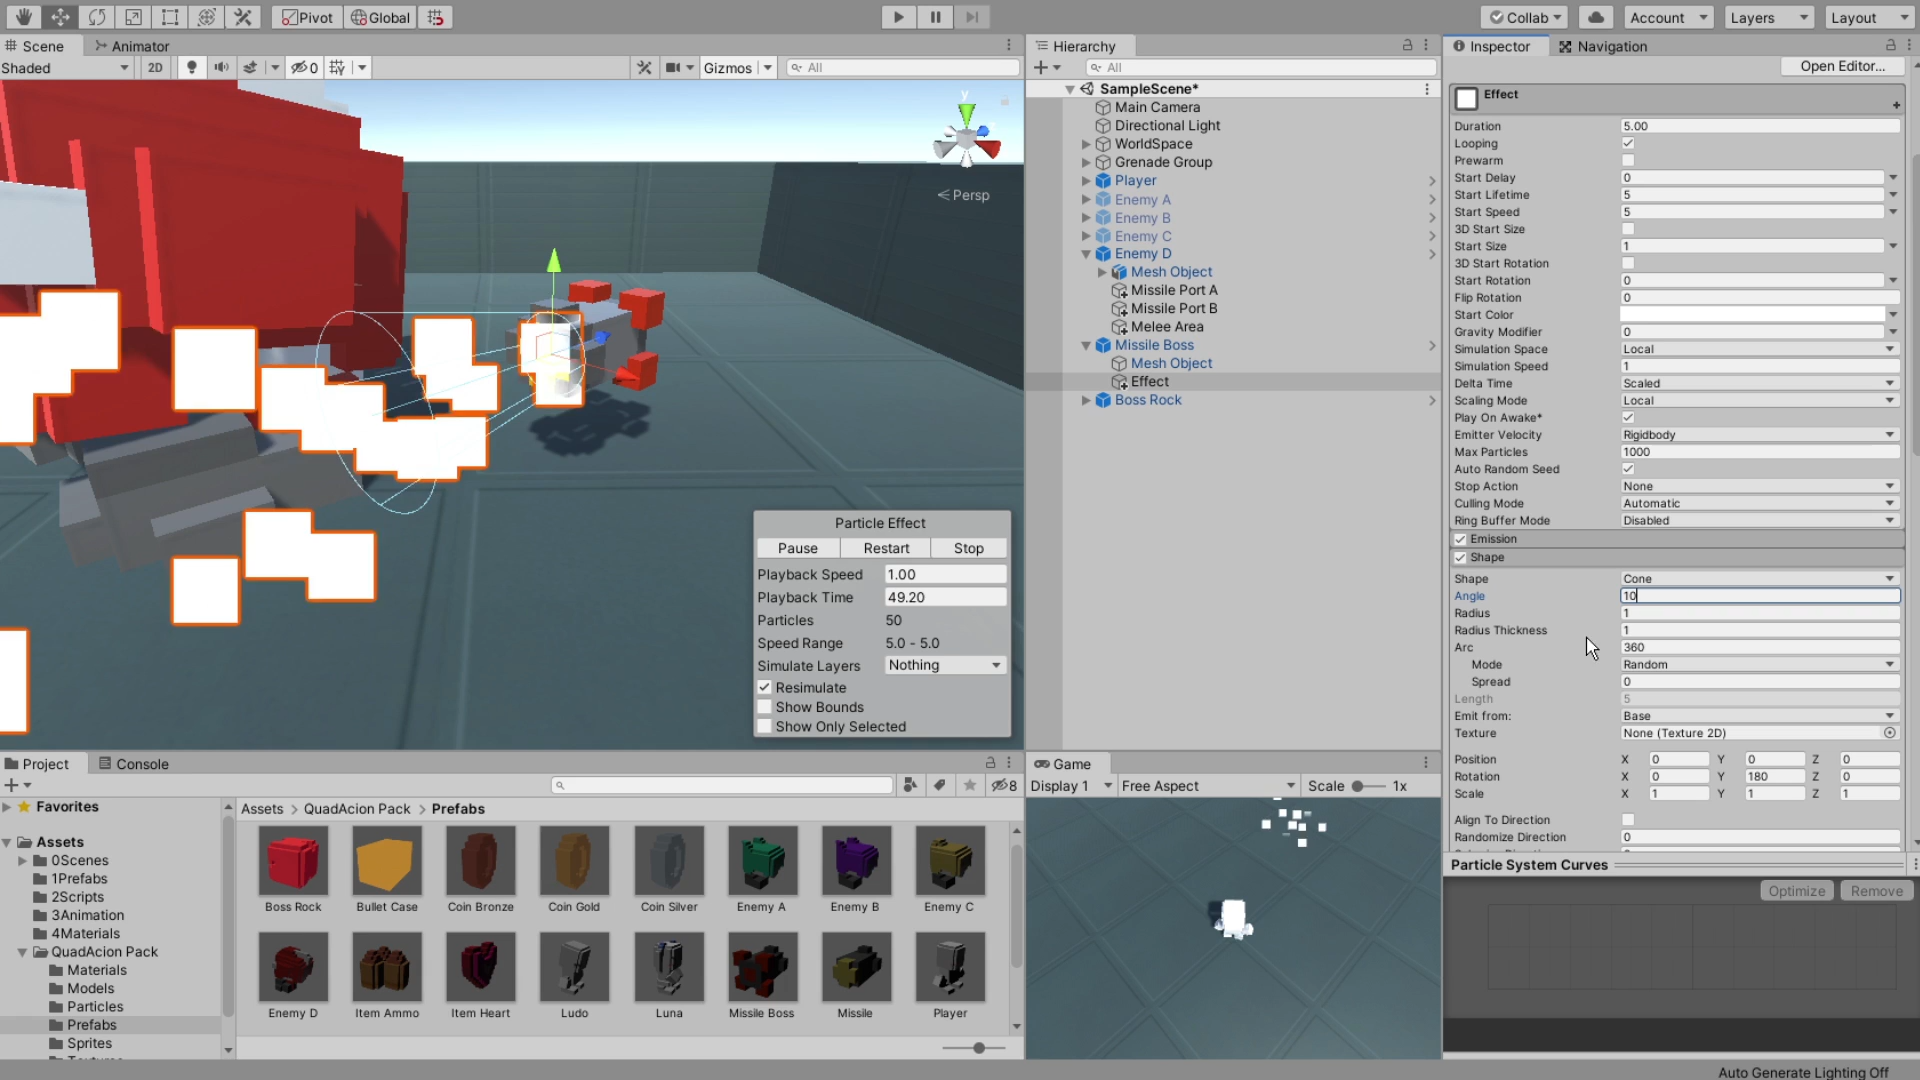 Pivot Global Collab Account Layers Layout
Scene Animator
Shaded 2D 0 Gizmos All
y
Persp
Particle Effect
Pause Restart Stop
Playback Speed 1.00
Playback Time 49.20
Particles 50
Speed Range 5.0 - 5.0
Simulate Layers Nothing
Resimulate
Show Bounds
Show Only Selected
Hierarchy
All
SampleScene*
Main Camera
Directional Light
WorldSpace
Grenade Group
Player
Enemy A
Enemy B
Enemy C
Enemy D
Mesh Object
Missile Port A
Missile Port B
Melee Area
Missile Boss
Mesh Object
Effect
Boss Rock
Inspector Navigation
Open Editor...
Effect
Duration 5.00
Looping
Prewarm
Start Delay 0
Start Lifetime 5
Start Speed 5
3D Start Size
Start Size 1
3D Start Rotation
Start Rotation 0
Flip Rotation 0
Start Color
Gravity Modifier 0
Simulation Space Local
Simulation Speed 1
Delta Time Scaled
Scaling Mode Local
Play On Awake*
Emitter Velocity Rigidbody
Max Particles 1000
Auto Random Seed
Stop Action None
Culling Mode Automatic
Ring Buffer Mode Disabled
Emission
Shape
Shape Cone
Angle 10
Radius 1
Radius Thickness 1
Arc 360
Mode Random
Spread 0
Length 5
Emit from: Base
Texture None (Texture 2D)
Position X 0 Y 0 Z 0
Rotation X 0 Y 180 Z 0
Scale X 1 Y 1 Z 1
Align To Direction
Randomize Direction 0
Particle System Curves
Optimize Remove
Project Console
8
Favorites
Assets
0Scenes
1Prefabs
2Scripts
3Animation
4Materials
QuadAcion Pack
Materials
Models
Particles
Prefabs
Sprites
Assets > QuadAcion Pack > Prefabs
Boss Rock Bullet Case Coin Bronze Coin Gold Coin Silver Enemy A Enemy B Enemy C
Enemy D Item Ammo Item Heart Ludo Luna Missile Boss Missile Player
Game
Display 1 Free Aspect Scale 1x
Auto Generate Lighting Off